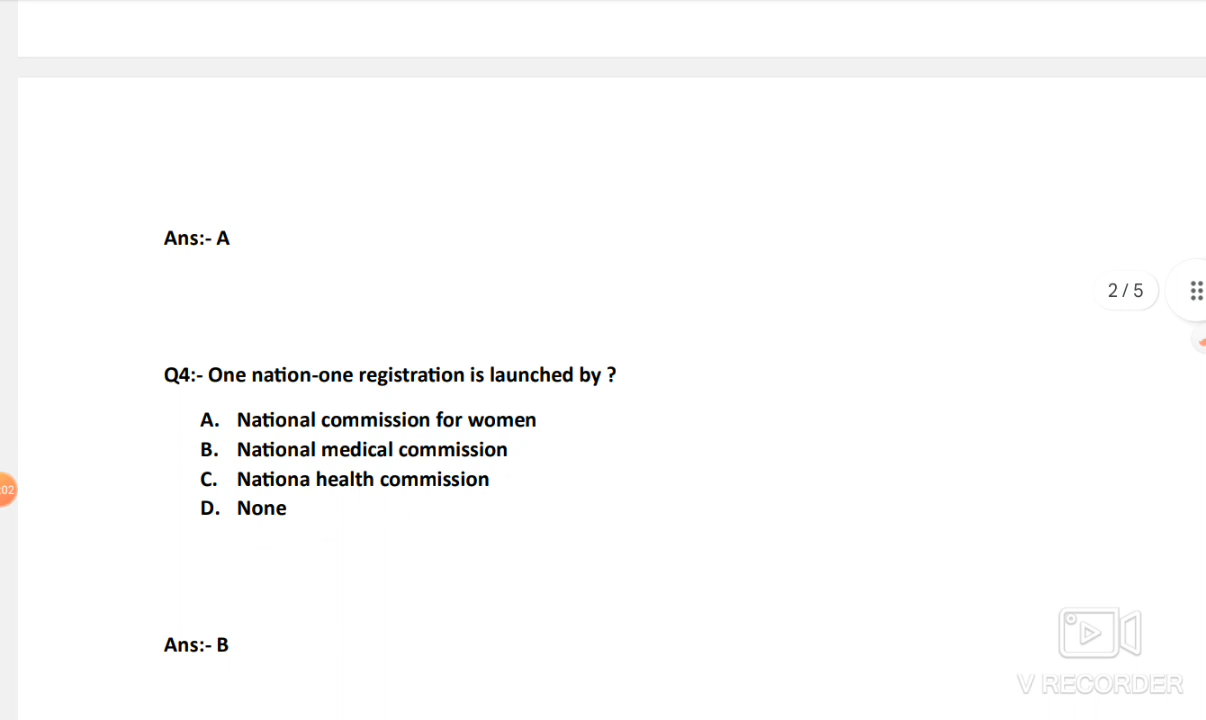 Ans:- A
2 / 5
Q4:- One nation-one registration is launched by ?
A. National commission for women
B. National medical commission
C. Nationa health commission
:02
D. None
Ans:- B
V RECORDER